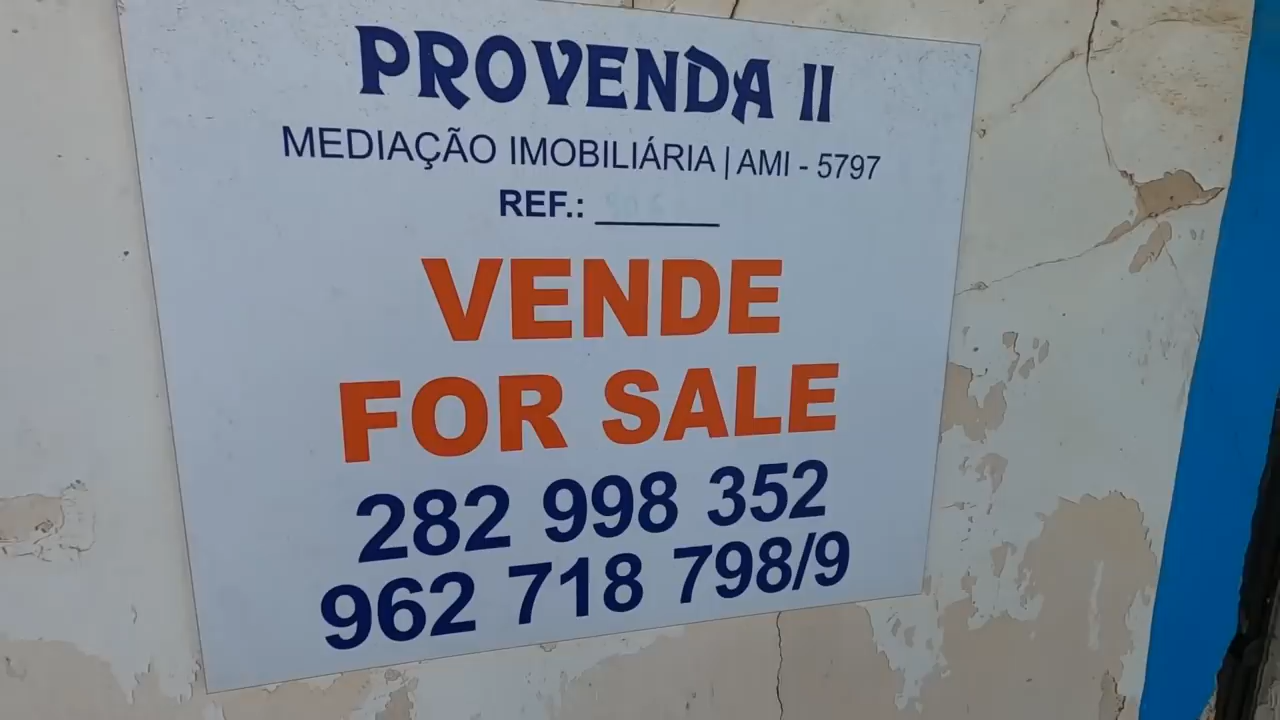 PROVENDA II
MEDIAÇÃO IMOBILIÁRIA | AMI - 5797
REF.:
VENDE
FOR SALE
282 998 352
962 718 798/9